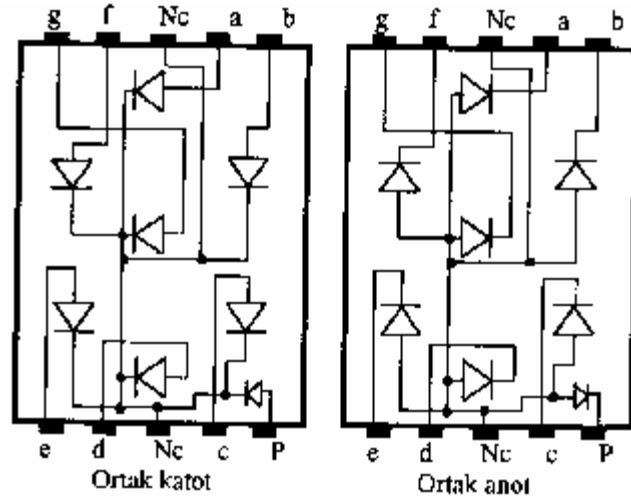 g f Nc a b g f Nc a b
e d Nc c P e d Nc c P
Ortak katot Ortak anot